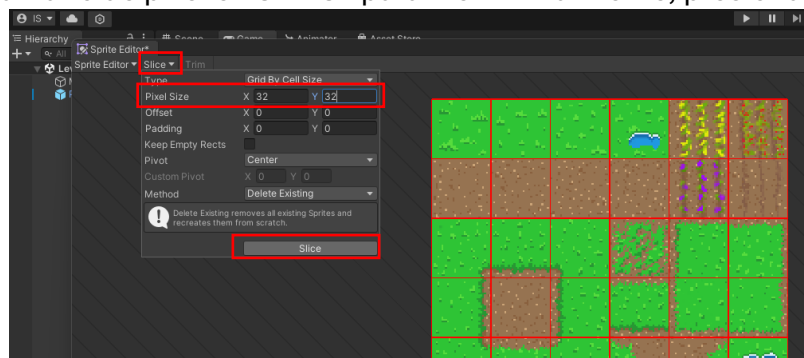 IS
Hierarchy
Scene
Game
Animator
Asset Store
All
Sprite Editor*
Sprite Editor Slice Trim
Type Grid By Cell Size
Pixel Size X 32 Y 32
Offset X 0 Y 0
Padding X 0 Y 0
Keep Empty Rects
Pivot Center
Custom Pivot X 0 Y 0
Method Delete Existing
Delete Existing removes all existing Sprites and
recreates them from scratch.
Slice